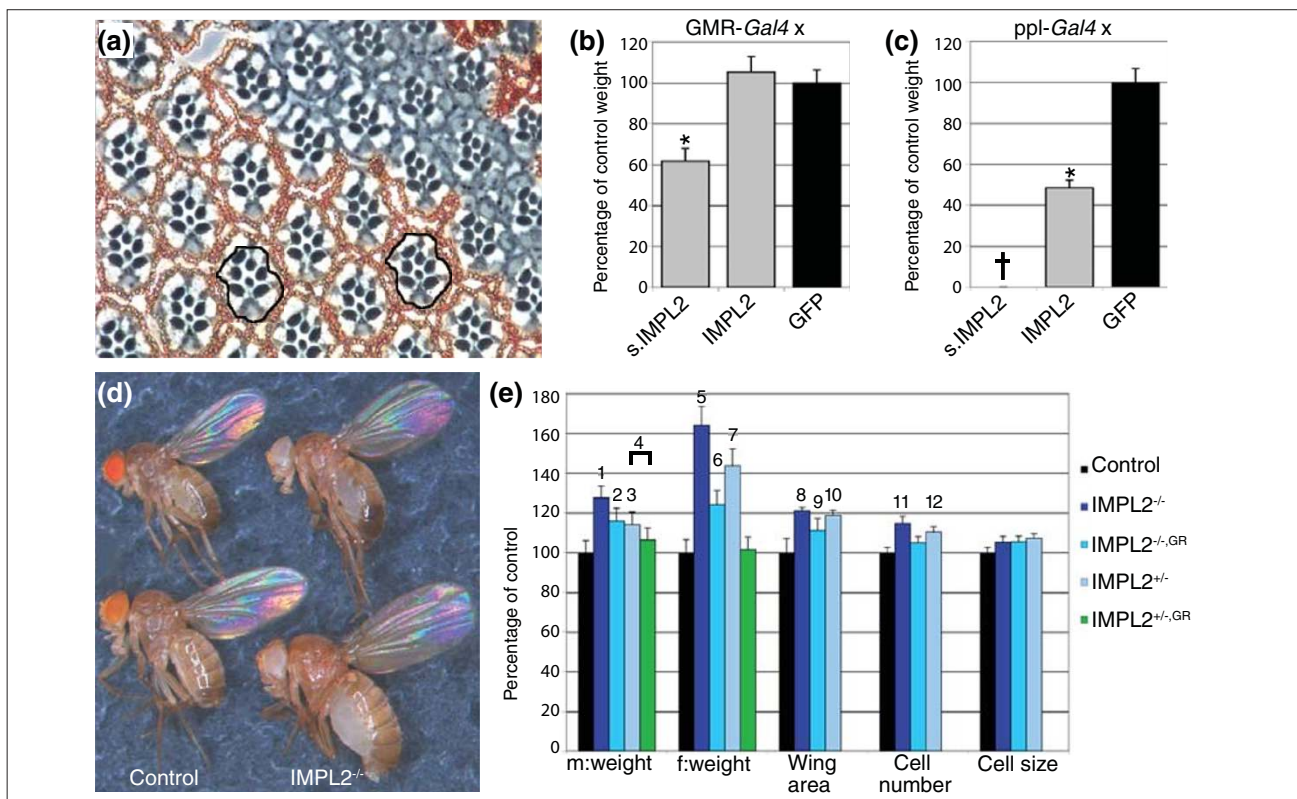 (a)
(b)
GMR-Gal4 x
Percentage of control weight
120
100
80
60
40
20
0
*
s.IMPL2
IMPL2
GFP
(c)
ppl-Gal4 x
Percentage of control weight
120
100
80
60
40
20
0
†
*
s.IMPL2
IMPL2
GFP
(d)
Control
IMPL2-/-
(e)
Percentage of control
180
160
140
120
100
80
60
40
20
0
1
2
3
4
5
6
7
8
9
10
11
12
m:weight
f:weight
Wing
area
Cell
number
Cell size
Control
IMPL2-/-
IMPL2-/-,GR
IMPL2+/-
IMPL2+/-,GR